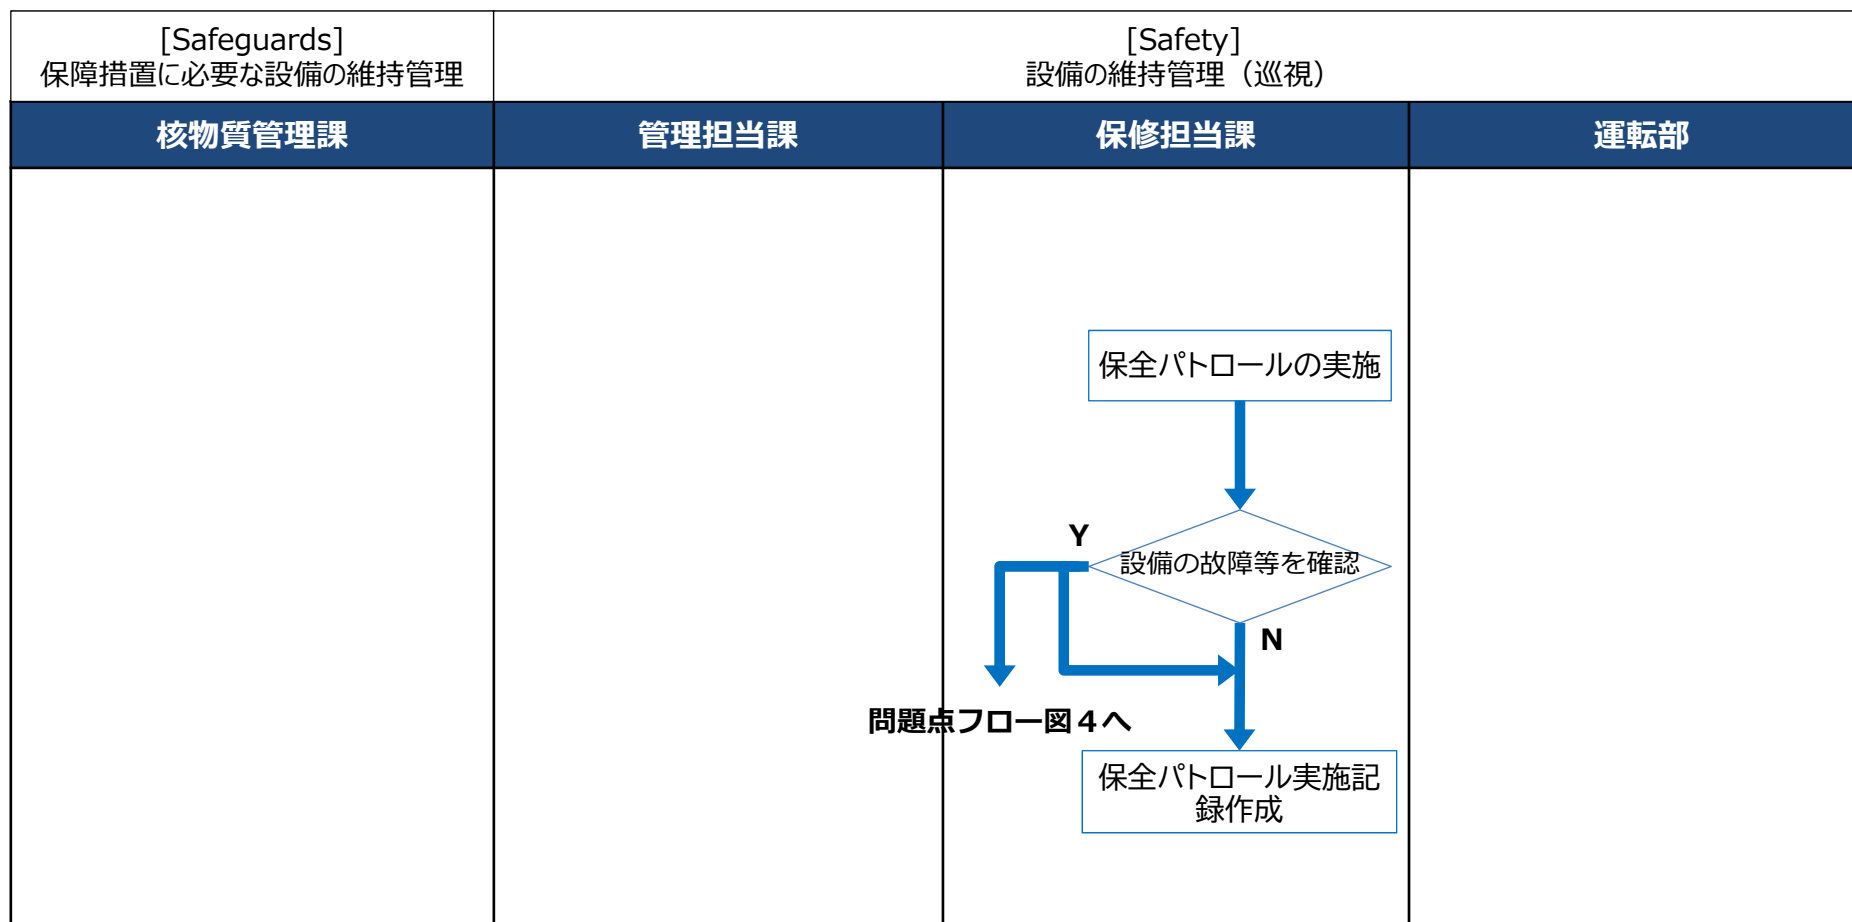 [Safeguards]
保障措置に必要な設備の維持管理
[Safety]
設備の維持管理（巡視）
核物質管理課
管理担当課
保修担当課
運転部
保全パトロールの実施
Y
設備の故障等を確認
N
問題点フロー図４へ
保全パトロール実施記
録作成